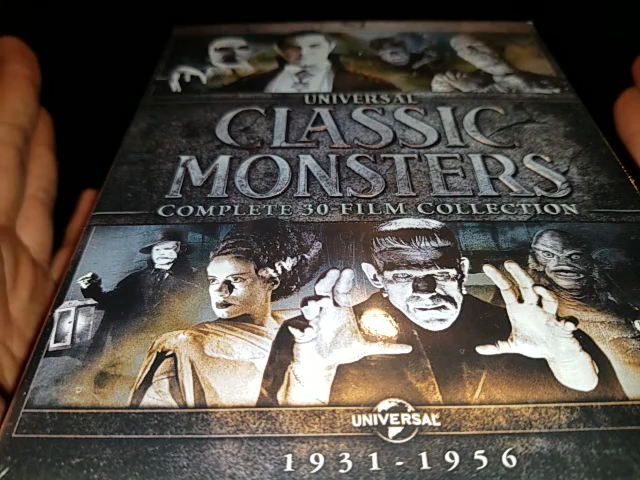 UNIVERSAL
CLASSIC
MONSTERS
COMPLETE 30-FILM COLLECTION
UNIVERSAL
1931-1956